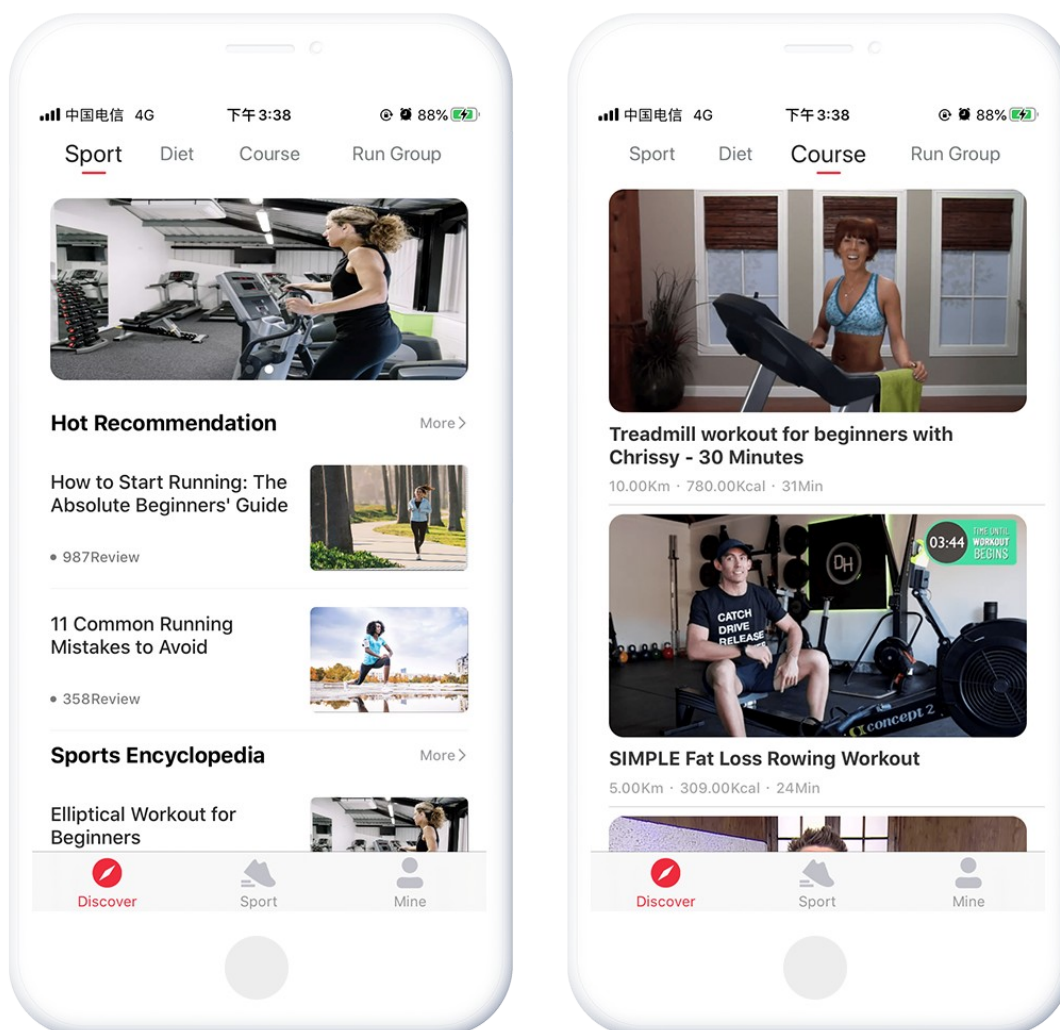 中国电信 4G 下午3:38 88%
Sport Diet Course Run Group
Hot Recommendation More >
How to Start Running: The
Absolute Beginners' Guide
• 987Review
11 Common Running
Mistakes to Avoid
• 358Review
Sports Encyclopedia More >
Elliptical Workout for
Beginners
Discover Sport Mine
中国电信 4G 下午3:38 88%
Sport Diet Course Run Group
Treadmill workout for beginners with
Chrissy - 30 Minutes
10.00Km · 780.00Kcal · 31Min
03:44
TIME UNTIL
WORKOUT
BEGINS
DH
CATCH
DRIVE
RELEASE
concept 2
SIMPLE Fat Loss Rowing Workout
5.00Km · 309.00Kcal · 24Min
Discover Sport Mine